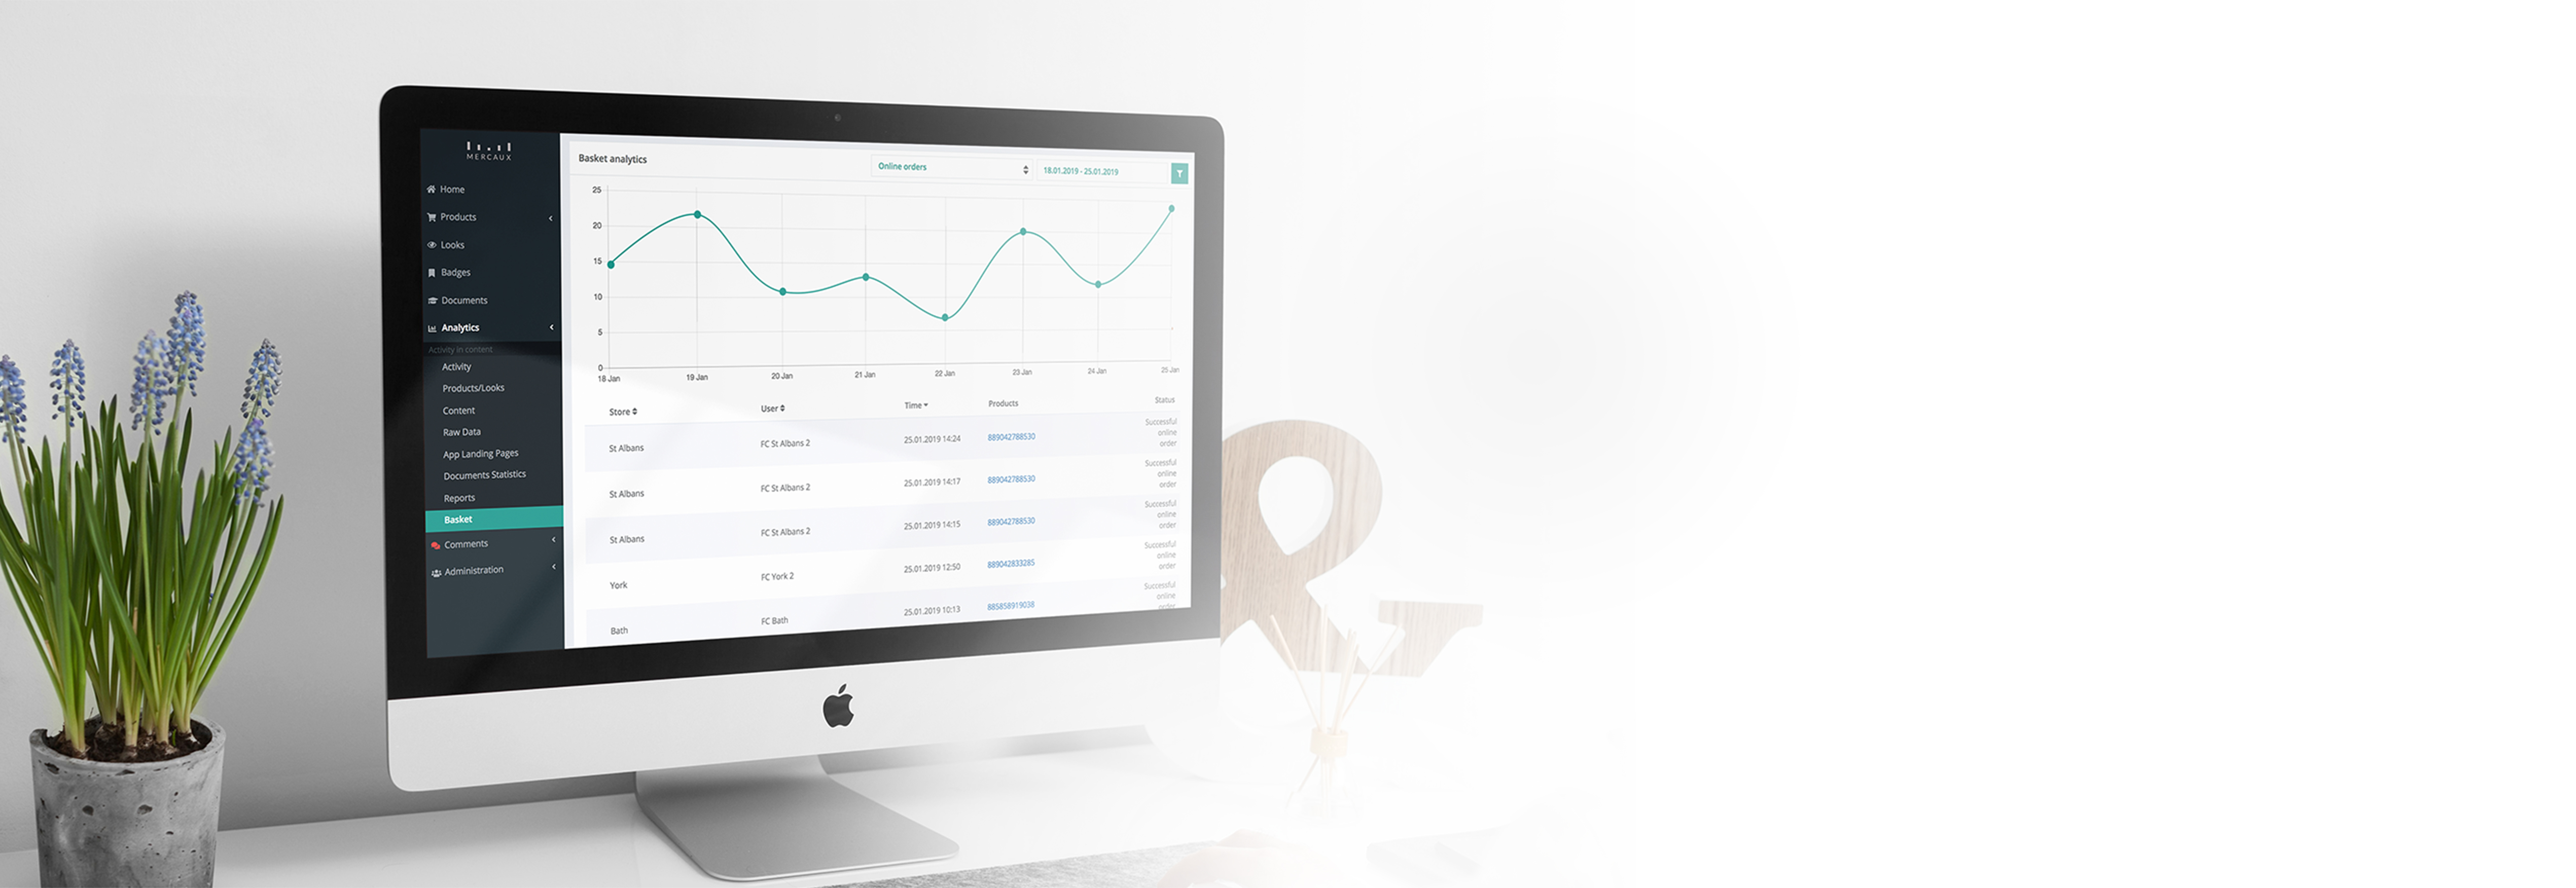 MERCAUX
Home
Products
Looks
Badges
Documents
Analytics
Activity in content
Activity
Products/Looks
Content
Raw Data
App Landing Pages
Documents Statistics
Reports
Basket
Comments
Administration
Basket analytics
Online orders
18.01.2019 - 25.01.2019
25
20
15
10
5
0
18 Jan 19 Jan 20 Jan 21 Jan 22 Jan 23 Jan 24 Jan 25 Jan
Store User Time Products Status
St Albans FC St Albans 2 25.01.2019 14:24 889042788530 Successful
online
order
St Albans FC St Albans 2 25.01.2019 14:17 889042788530 Successful
online
order
St Albans FC St Albans 2 25.01.2019 14:15 889042788530 Successful
online
order
York FC York 2 25.01.2019 12:50 889042833285 Successful
online
order
Bath FC Bath 25.01.2019 10:13 885858919038 Successful
online
order
&